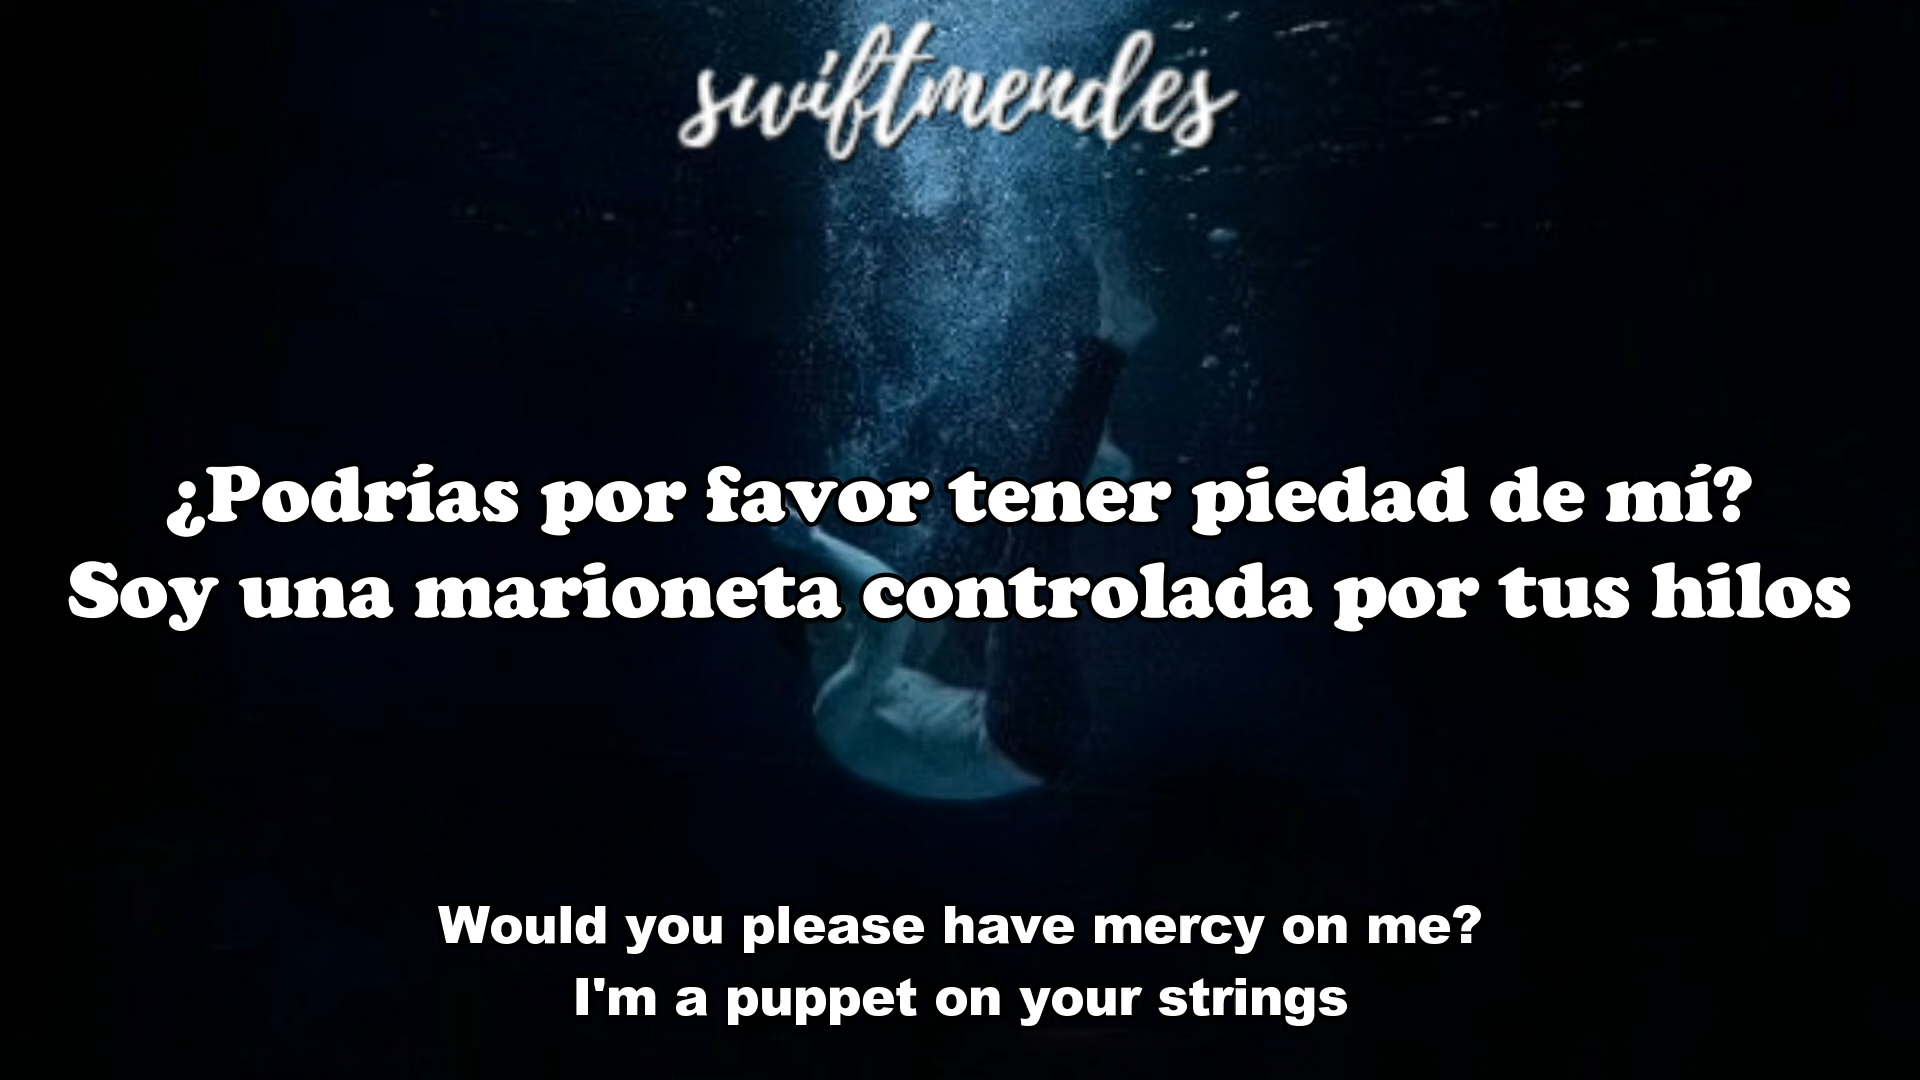 swiftmendes
¿Podrías por favor tener piedad de mí?
Soy una marioneta controlada por tus hilos
Would you please have mercy on me?
I'm a puppet on your strings